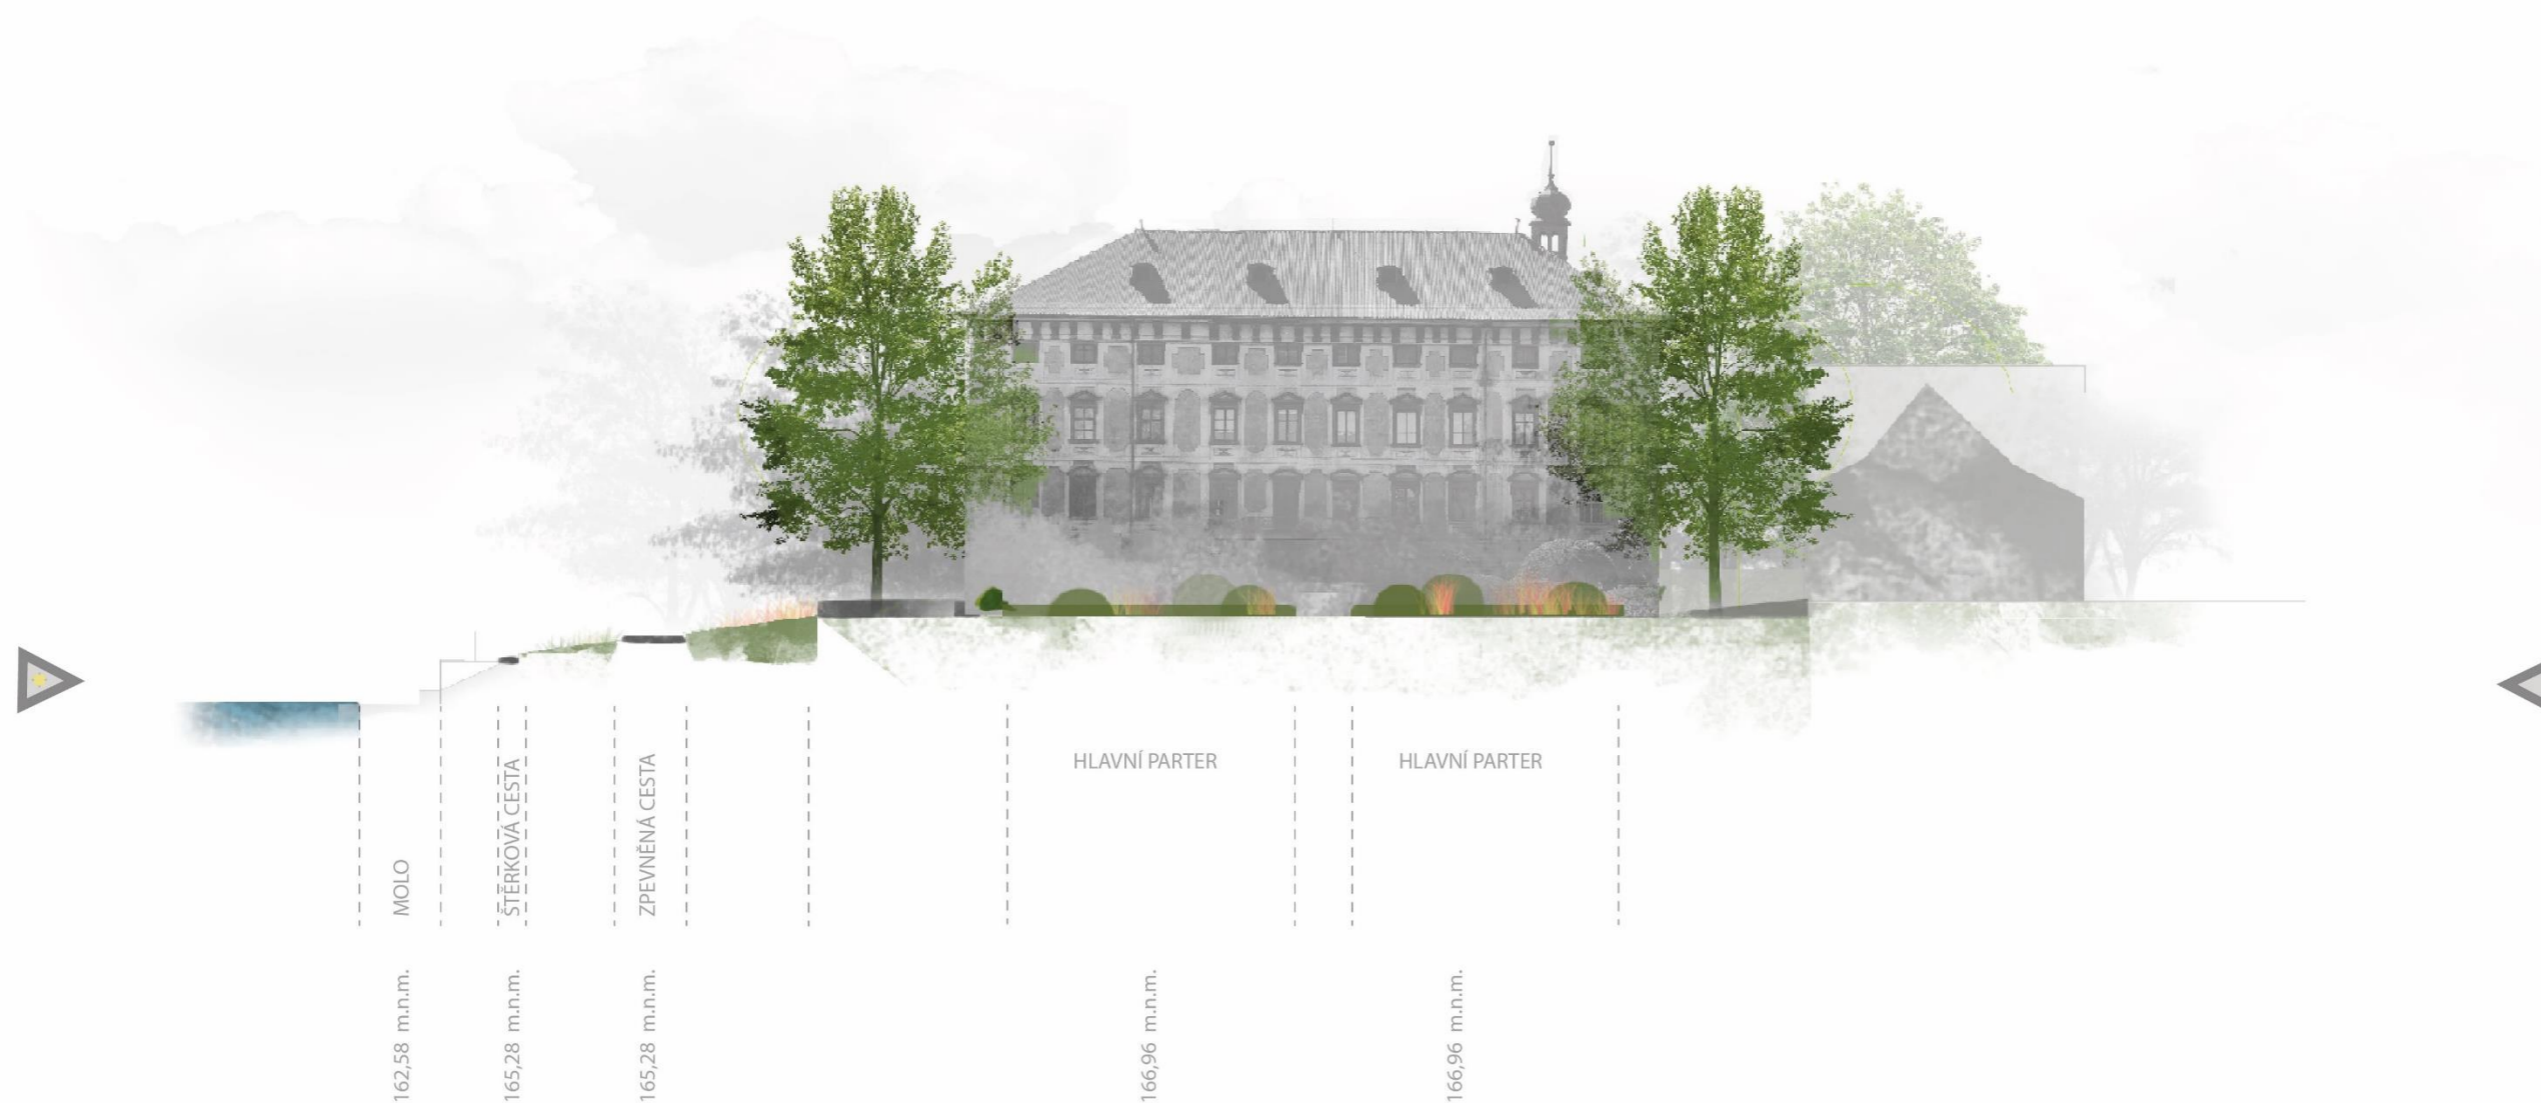 HLAVNÍ PARTER
HLAVNÍ PARTER
MOLO
ŠTĚRKOVÁ CESTA
ZPEVNĚNÁ CESTA
162,58 m.n.m.
165,28 m.n.m.
165,28 m.n.m.
166,96 m.n.m.
166,96 m.n.m.